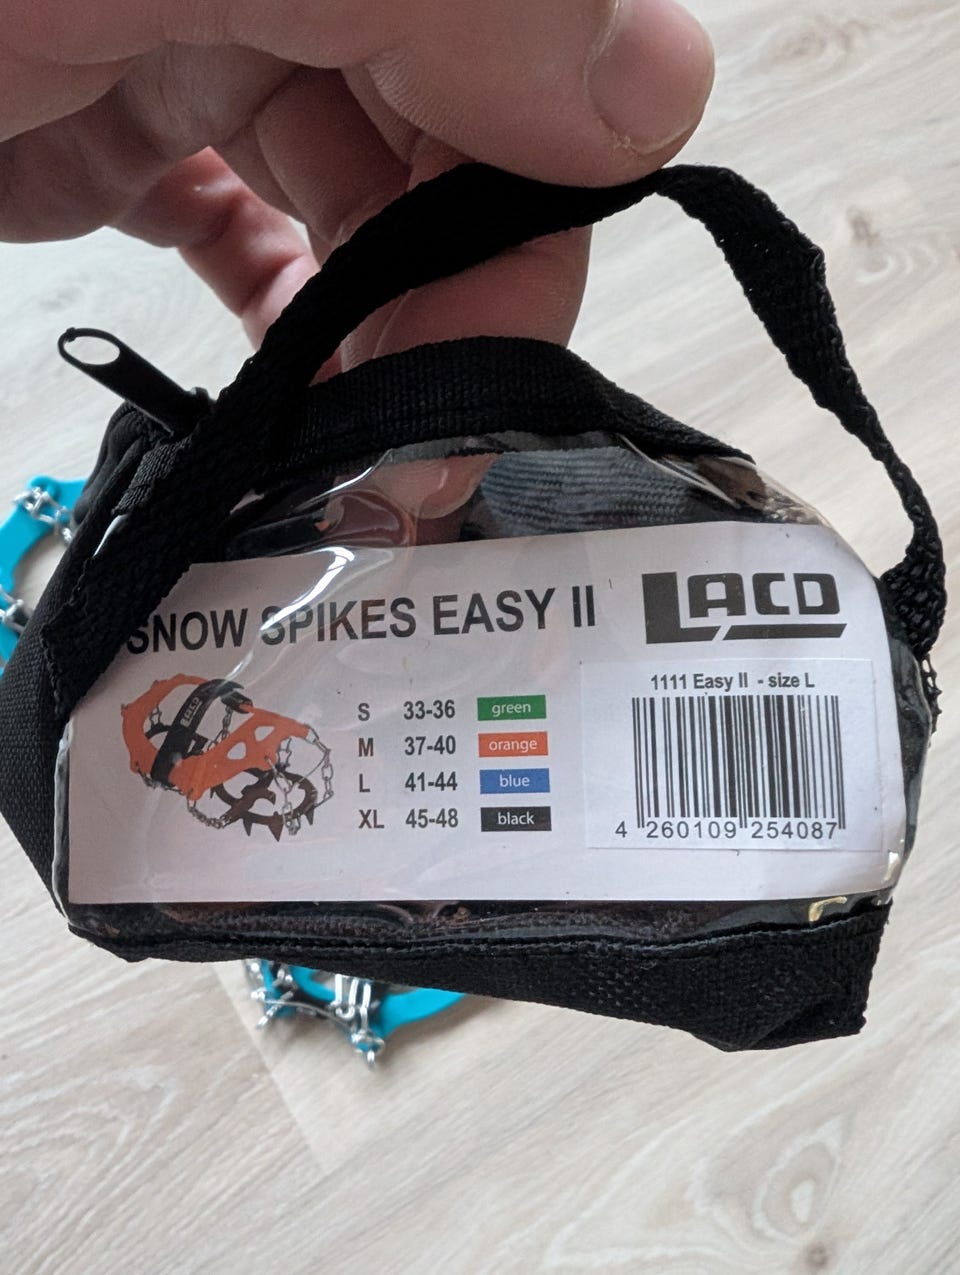 SNOW SPIKES EASY II
LACD
LACD
S 33-36 green
M 37-40 orange
L 41-44 blue
XL 45-48 black
1111 Easy II - size L
4 260109 254087